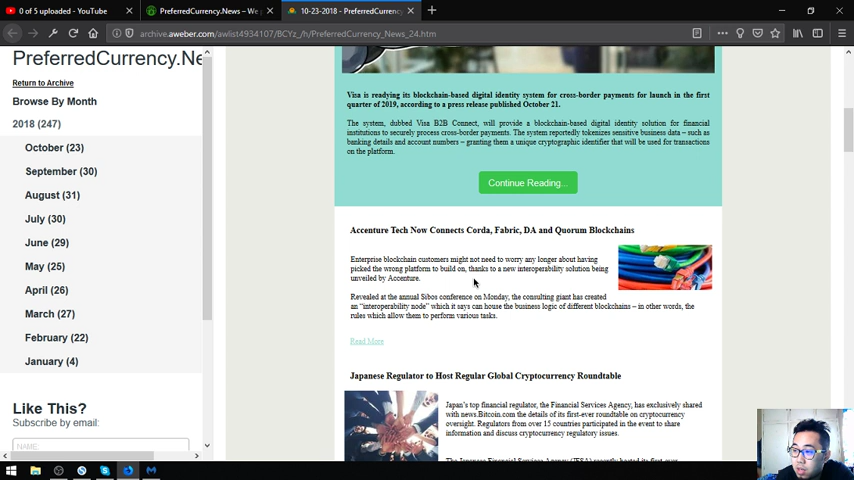 0 of 5 uploaded - YouTube
PreferredCurrency.News – We
10-23-2018 - PreferredCurrency
archive.aweber.com/awlist4934107/BCYz_/h/PreferredCurrency_News_24.htm
PreferredCurrency.Ne
Return to Archive
Browse By Month
2018 (247)
October (23)
September (30)
August (31)
July (30)
June (29)
May (25)
April (26)
March (27)
February (22)
January (4)
Like This?
Subscribe by email:
NAME:
Visa is readying its blockchain-based digital identity system for cross-border payments for launch in the first
quarter of 2019, according to a press release published October 21.
The system, dubbed Visa B2B Connect, will provide a blockchain-based digital identity solution for financial
institutions to securely process cross-border payments. The system reportedly tokenizes sensitive business data – such as
banking details and account numbers – granting them a unique cryptographic identifier that will be used for transactions
on the platform.
Continue Reading...
Accenture Tech Now Connects Corda, Fabric, DA and Quorum Blockchains
Enterprise blockchain customers might not need to worry any longer about having
picked the wrong platform to build on, thanks to a new interoperability solution being
unveiled by Accenture.
Revealed at the annual Sibos conference on Monday, the consulting giant has created
an “interoperability node” which it says can house the business logic of different blockchains – in other words, the
rules which allow them to perform various tasks.
Read More
Japanese Regulator to Host Regular Global Cryptocurrency Roundtable
Japan's top financial regulator, the Financial Services Agency, has exclusively shared
with news.Bitcoin.com the details of its first-ever roundtable on cryptocurrency
oversight. Regulators from over 15 countries participated in the event to share
information and discuss cryptocurrency regulatory issues.